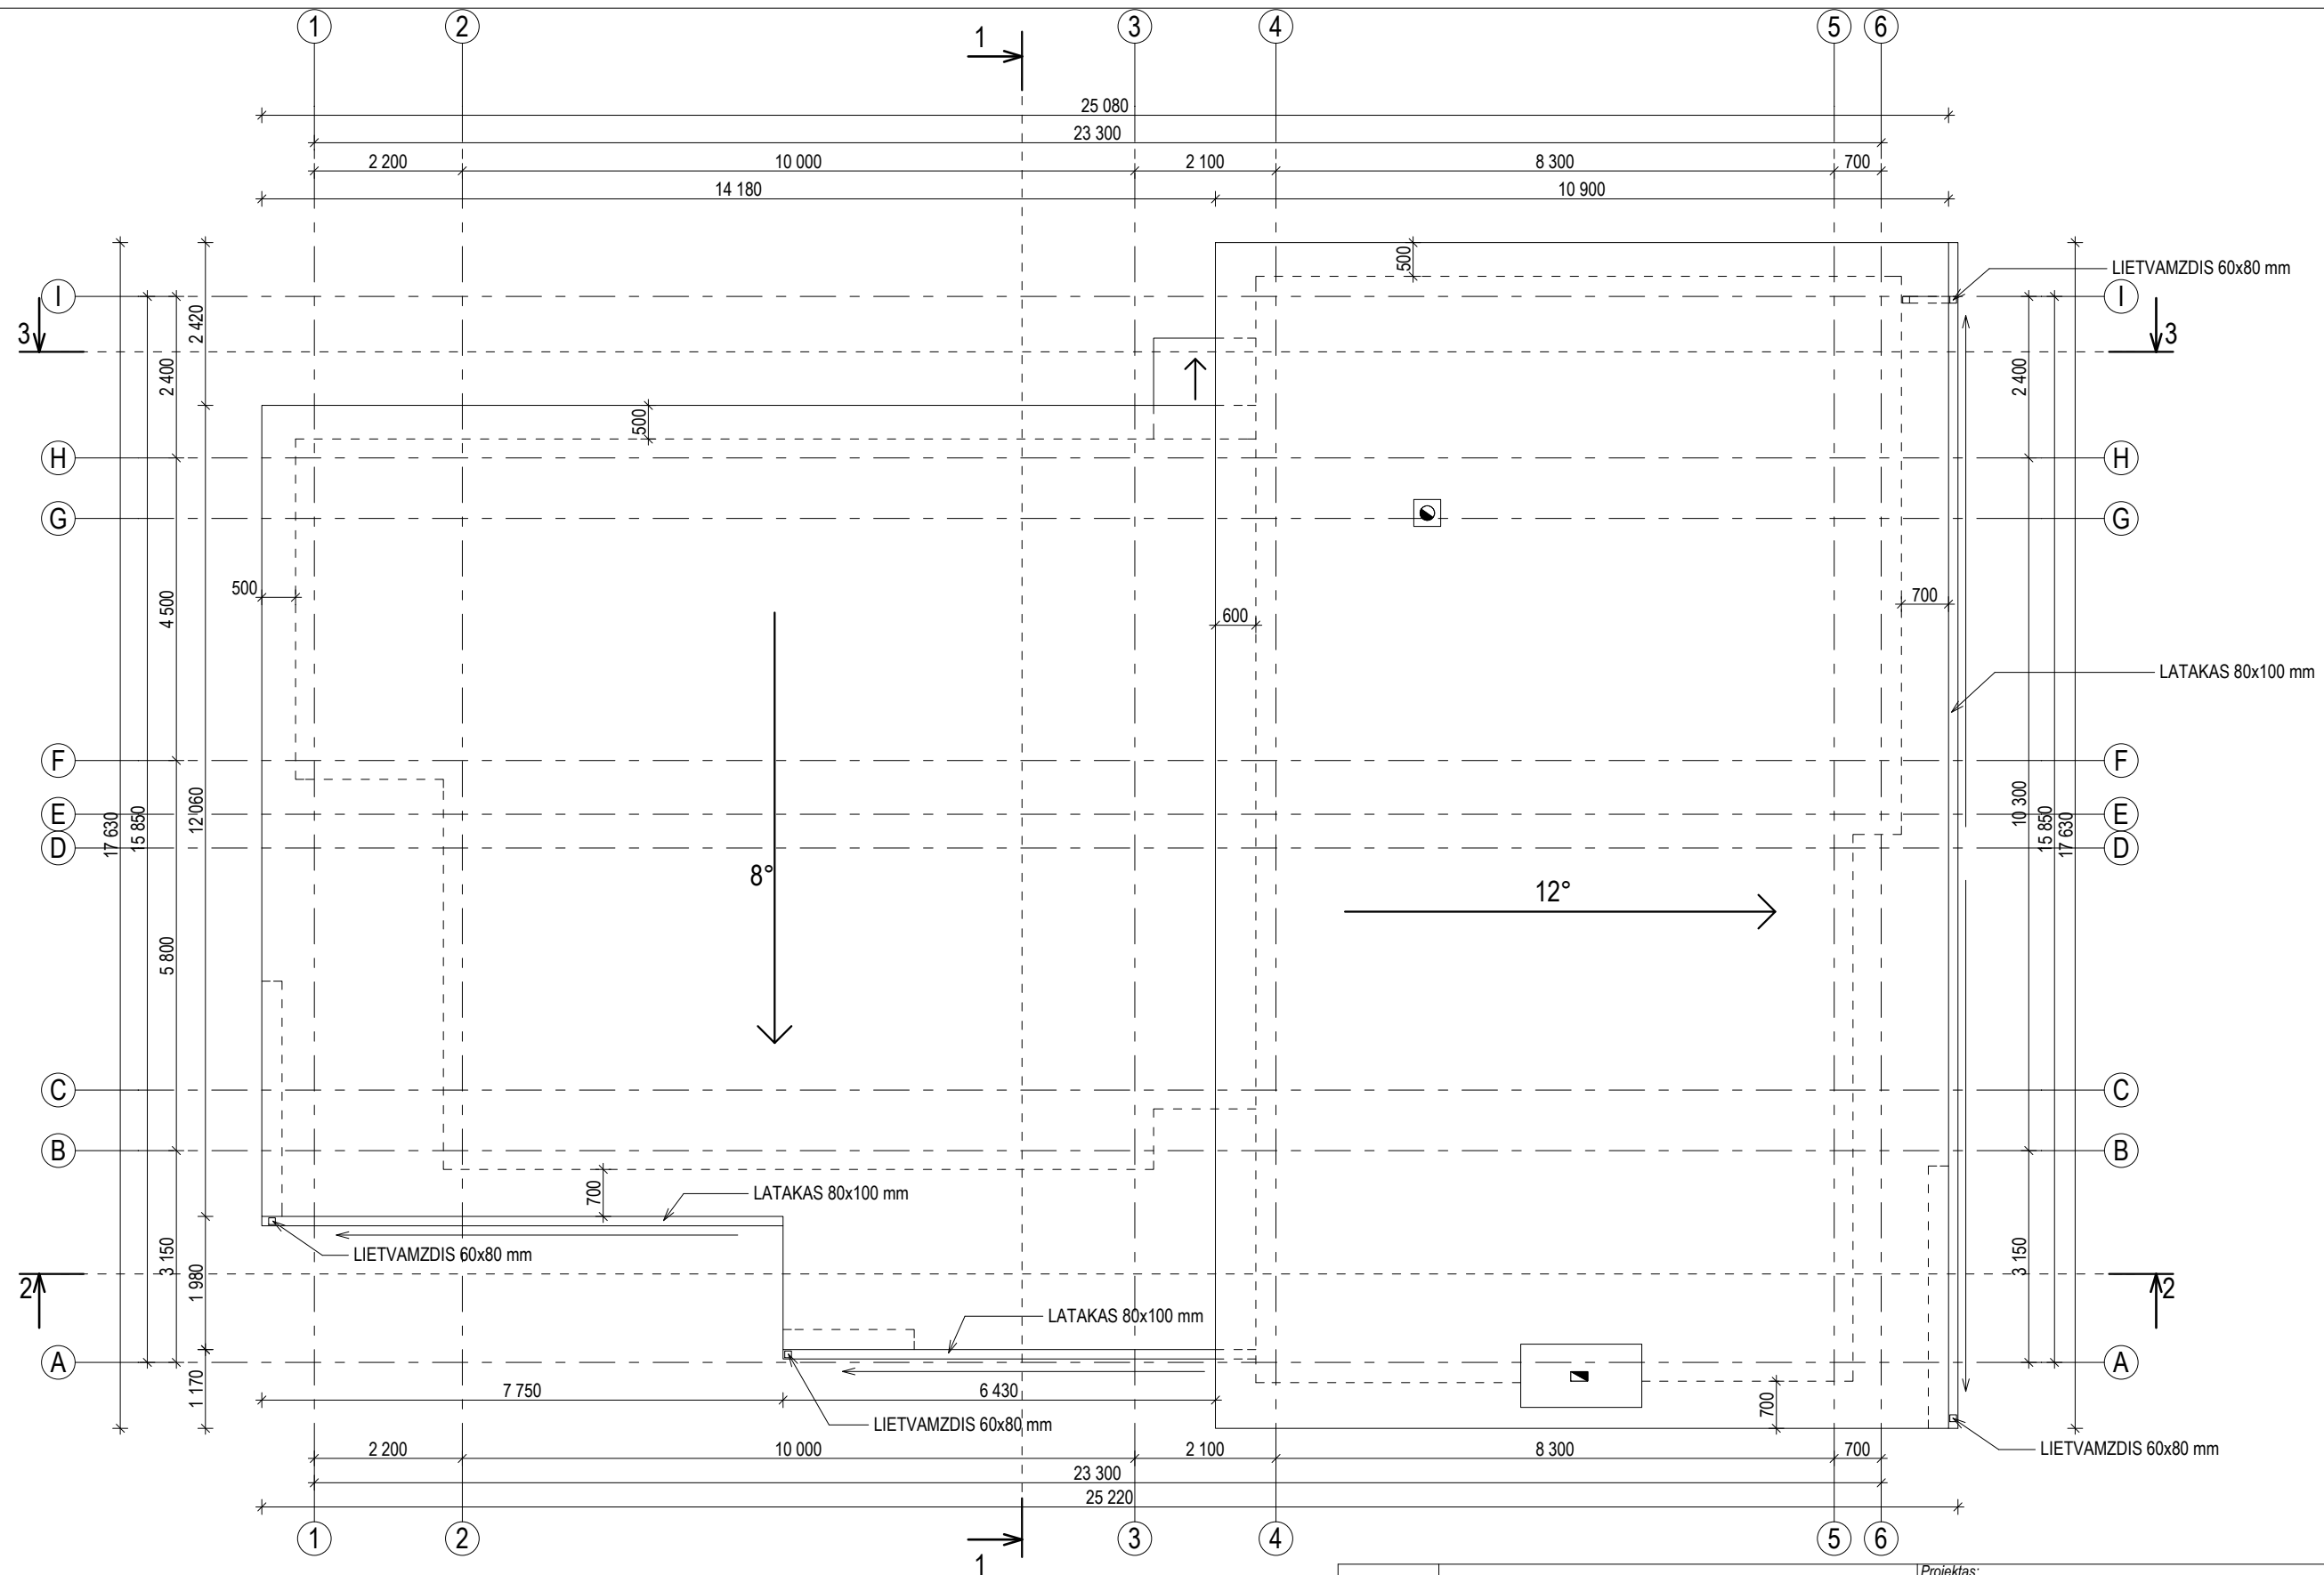 1 2 3 4 5 6
1
25 080
23 300
2 200 10 000 2 100 8 300 700
14 180 10 900
500
LIETVAMZDIS 60x80 mm
I I
3 3
2 420
2 400 2 400
500
H H
G G
500
4 500
600
700
LATAKAS 80x100 mm
F F
E E
D D
17 630
15 850
12 060
10 300
15 850
17 630
8°
12°
5 800
C C
B B
700
LATAKAS 80x100 mm
LIETVAMZDIS 60x80 mm
3 150
1 980
3 150
2 2
LATAKAS 80x100 mm
A A
1 170
7 750 6 430
700
LIETVAMZDIS 60x80 mm
LIETVAMZDIS 60x80 mm
2 200 10 000 2 100 8 300 700
23 300
25 220
1 2 3 4 5 6
1
Projektas: